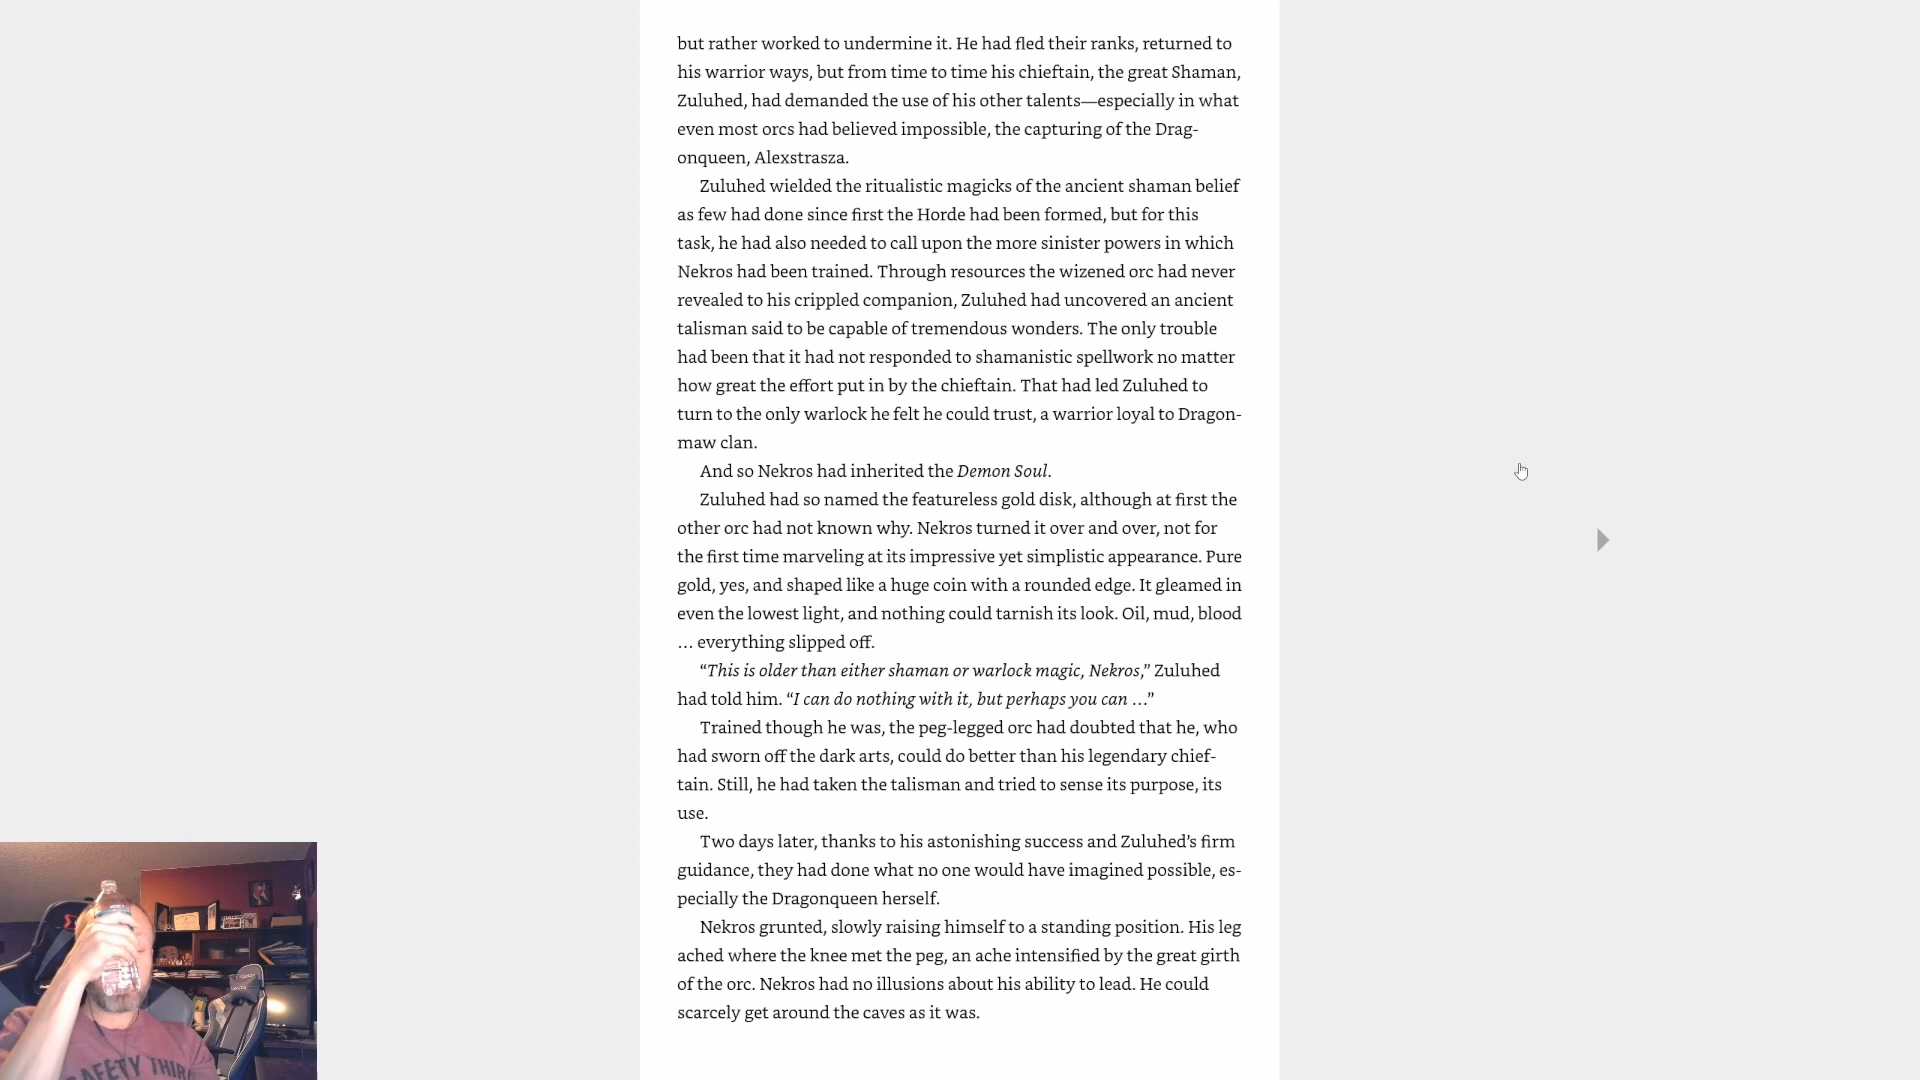 but rather worked to undermine it. He had fled their ranks, returned to
his warrior ways, but from time to time his chieftain, the great Shaman,
Zuluhed, had demanded the use of his other talents—especially in what
even most orcs had believed impossible, the capturing of the Drag-
onqueen, Alexstrasza.
Zuluhed wielded the ritualistic magicks of the ancient shaman belief
as few had done since first the Horde had been formed, but for this
task, he had also needed to call upon the more sinister powers in which
Nekros had been trained. Through resources the wizened orc had never
revealed to his crippled companion, Zuluhed had uncovered an ancient
talisman said to be capable of tremendous wonders. The only trouble
had been that it had not responded to shamanistic spellwork no matter
how great the effort put in by the chieftain. That had led Zuluhed to
turn to the only warlock he felt he could trust, a warrior loyal to Dragon-
maw clan.
And so Nekros had inherited the Demon Soul.
Zuluhed had so named the featureless gold disk, although at first the
other orc had not known why. Nekros turned it over and over, not for
the first time marveling at its impressive yet simplistic appearance. Pure
gold, yes, and shaped like a huge coin with a rounded edge. It gleamed in
even the lowest light, and nothing could tarnish its look. Oil, mud, blood
… everything slipped off.
“This is older than either shaman or warlock magic, Nekros,” Zuluhed
had told him. “I can do nothing with it, but perhaps you can …”
Trained though he was, the peg-legged orc had doubted that he, who
had sworn off the dark arts, could do better than his legendary chief-
tain. Still, he had taken the talisman and tried to sense its purpose, its
use.
Two days later, thanks to his astonishing success and Zuluhed’s firm
guidance, they had done what no one would have imagined possible, es-
pecially the Dragonqueen herself.
Nekros grunted, slowly raising himself to a standing position. His leg
ached where the knee met the peg, an ache intensified by the great girth
of the orc. Nekros had no illusions about his ability to lead. He could
scarcely get around the caves as it was.
SAFETY THIR